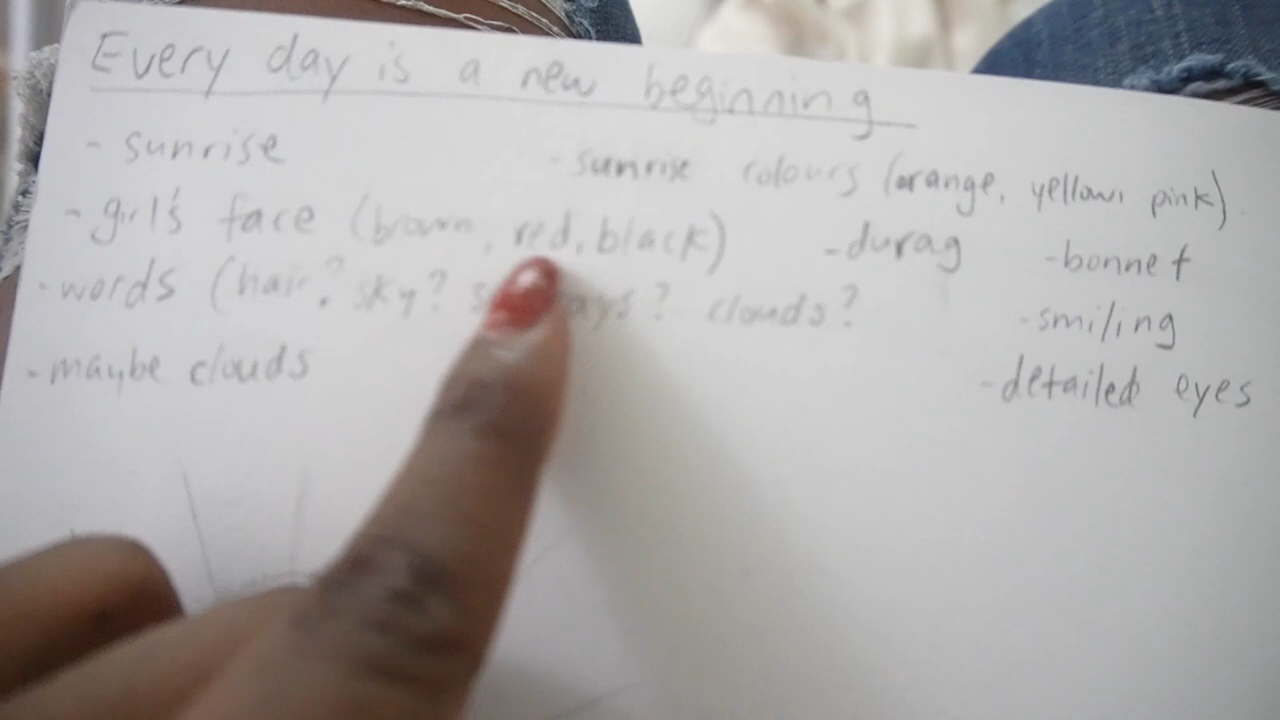 Every day is a new beginning
- sunrise
- sunrise colours (orange, yellow, pink)
- girl's face (brown, red, black)
- durag
- bonnet
- words (hair? sky? clouds?
- smiling
- maybe clouds
- detailed eyes